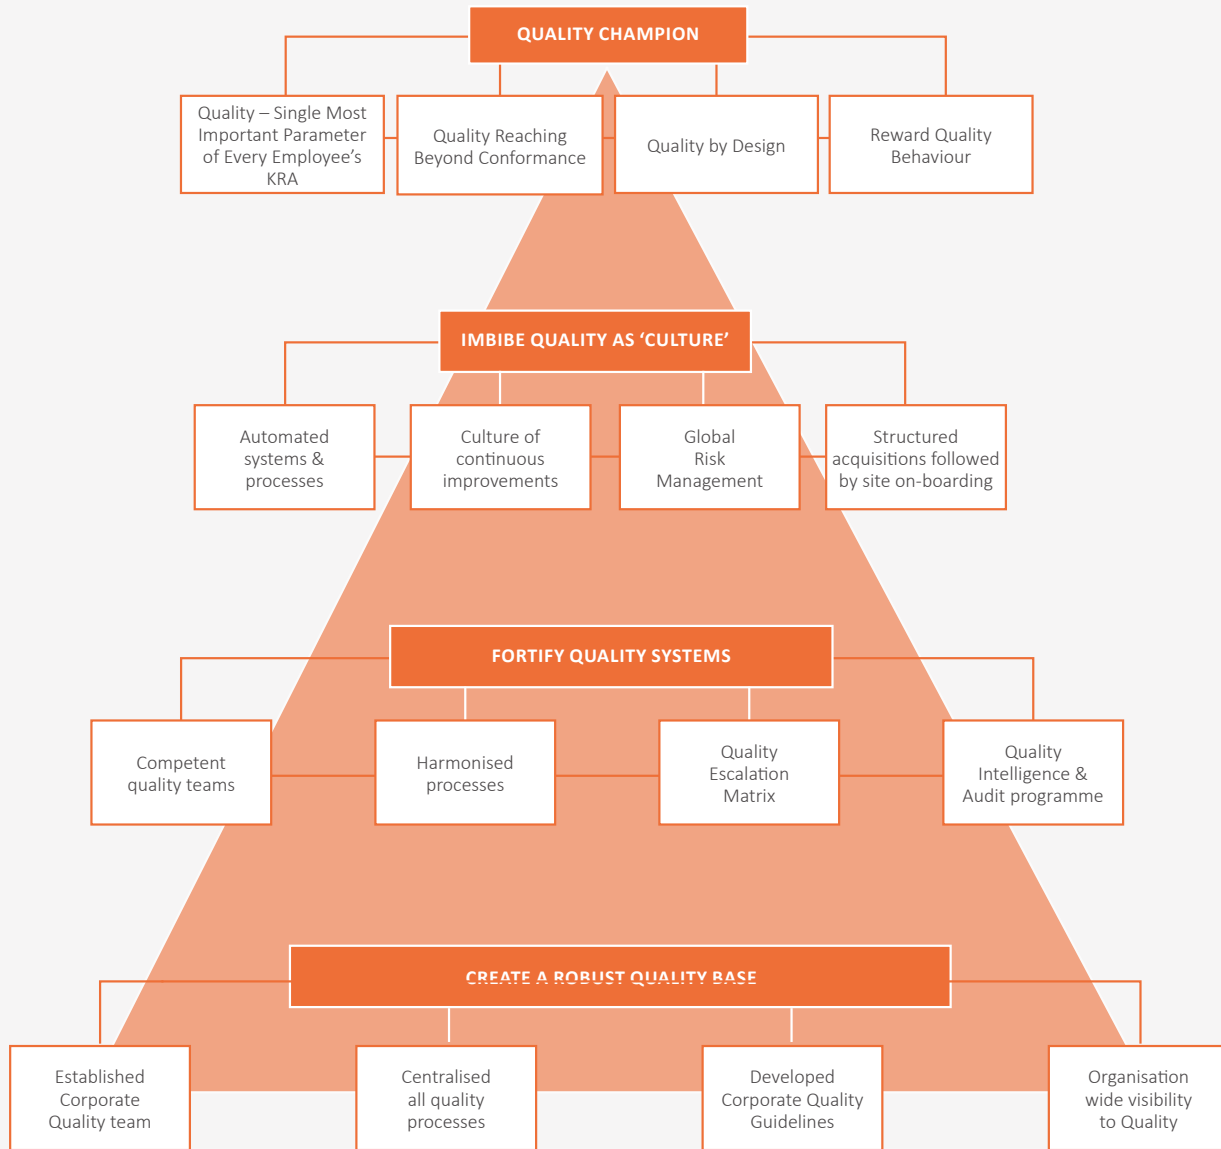 QUALITY CHAMPION
Quality – Single Most
Important Parameter
of Every Employee’s
KRA
Quality Reaching
Beyond Conformance
Quality by Design
Reward Quality
Behaviour
IMBIBE QUALITY AS ‘CULTURE’
Automated
systems &
processes
Culture of
continuous
improvements
Global
Risk
Management
Structured
acquisitions followed
by site on-boarding
FORTIFY QUALITY SYSTEMS
Competent
quality teams
Harmonised
processes
Quality
Escalation
Matrix
Quality
Intelligence &
Audit programme
CREATE A ROBUST QUALITY BASE
Established
Corporate
Quality team
Centralised
all quality
processes
Developed
Corporate Quality
Guidelines
Organisation
wide visibility
to Quality